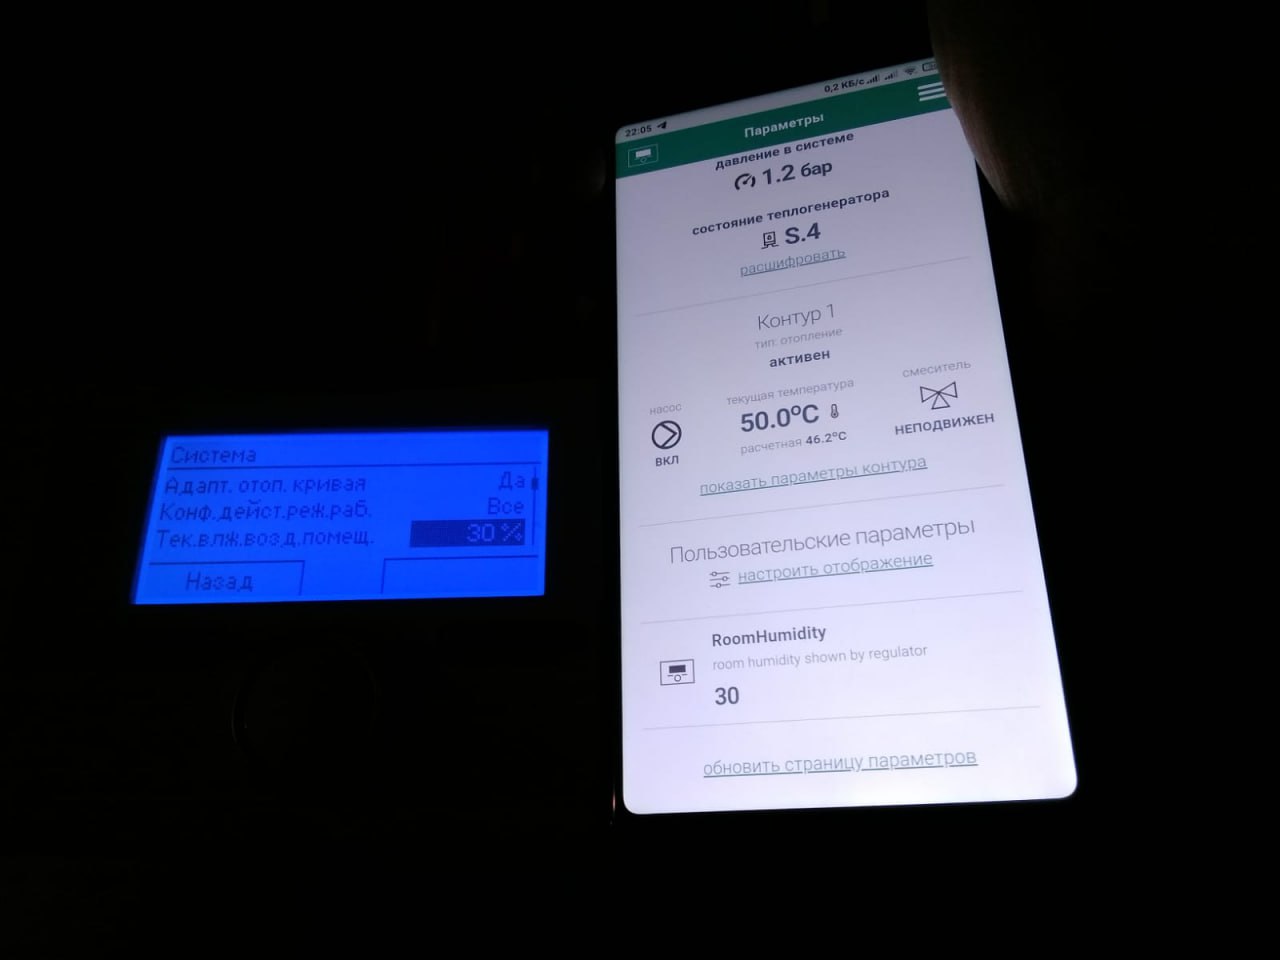 Система
Адапт. отоп. кривая Да
Конф.дейст.реж.раб. Все
Тек.влж.возд.помещ. 30 %
Назад
22:05 0,2 КБ/с
Параметры
давление в системе
1.2 бар
состояние теплогенератора
S.4
расшифровать
Контур 1
тип: отопление
активен
насос
ВКЛ
текущая температура
50.0°C
расчетная 46.2°C
смеситель
НЕПОДВИЖЕН
показать параметры контура
Пользовательские параметры
настроить отображение
RoomHumidity
room humidity shown by regulator
30
обновить страницу параметров